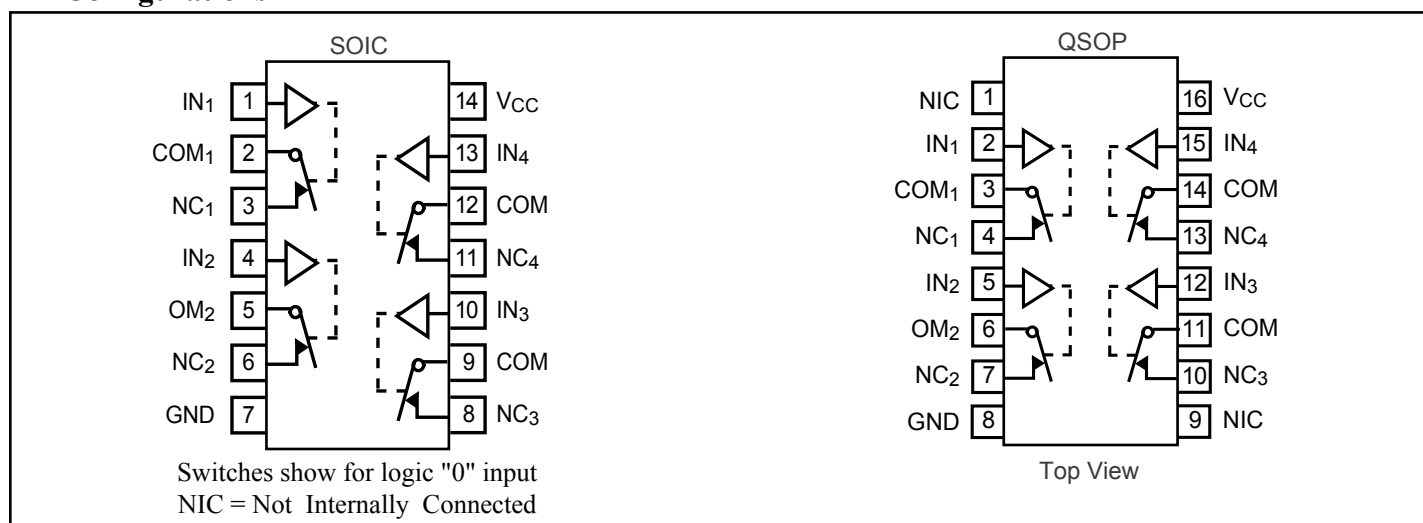 SOIC
IN1 1
COM1 2
NC1 3
IN2 4
OM2 5
NC2 6
GND 7
14 VCC
13 IN4
12 COM
11 NC4
10 IN3
9 COM
8 NC3
Switches show for logic "0" input
NIC = Not Internally Connected
QSOP
NIC 1
IN1 2
COM1 3
NC1 4
IN2 5
OM2 6
NC2 7
GND 8
16 VCC
15 IN4
14 COM
13 NC4
12 IN3
11 COM
10 NC3
9 NIC
Top View